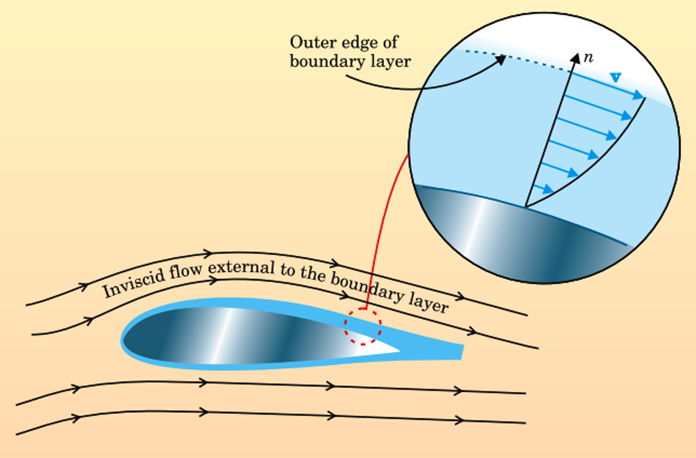 Outer edge of
boundary layer
n
V
Inviscid flow external to the boundary layer